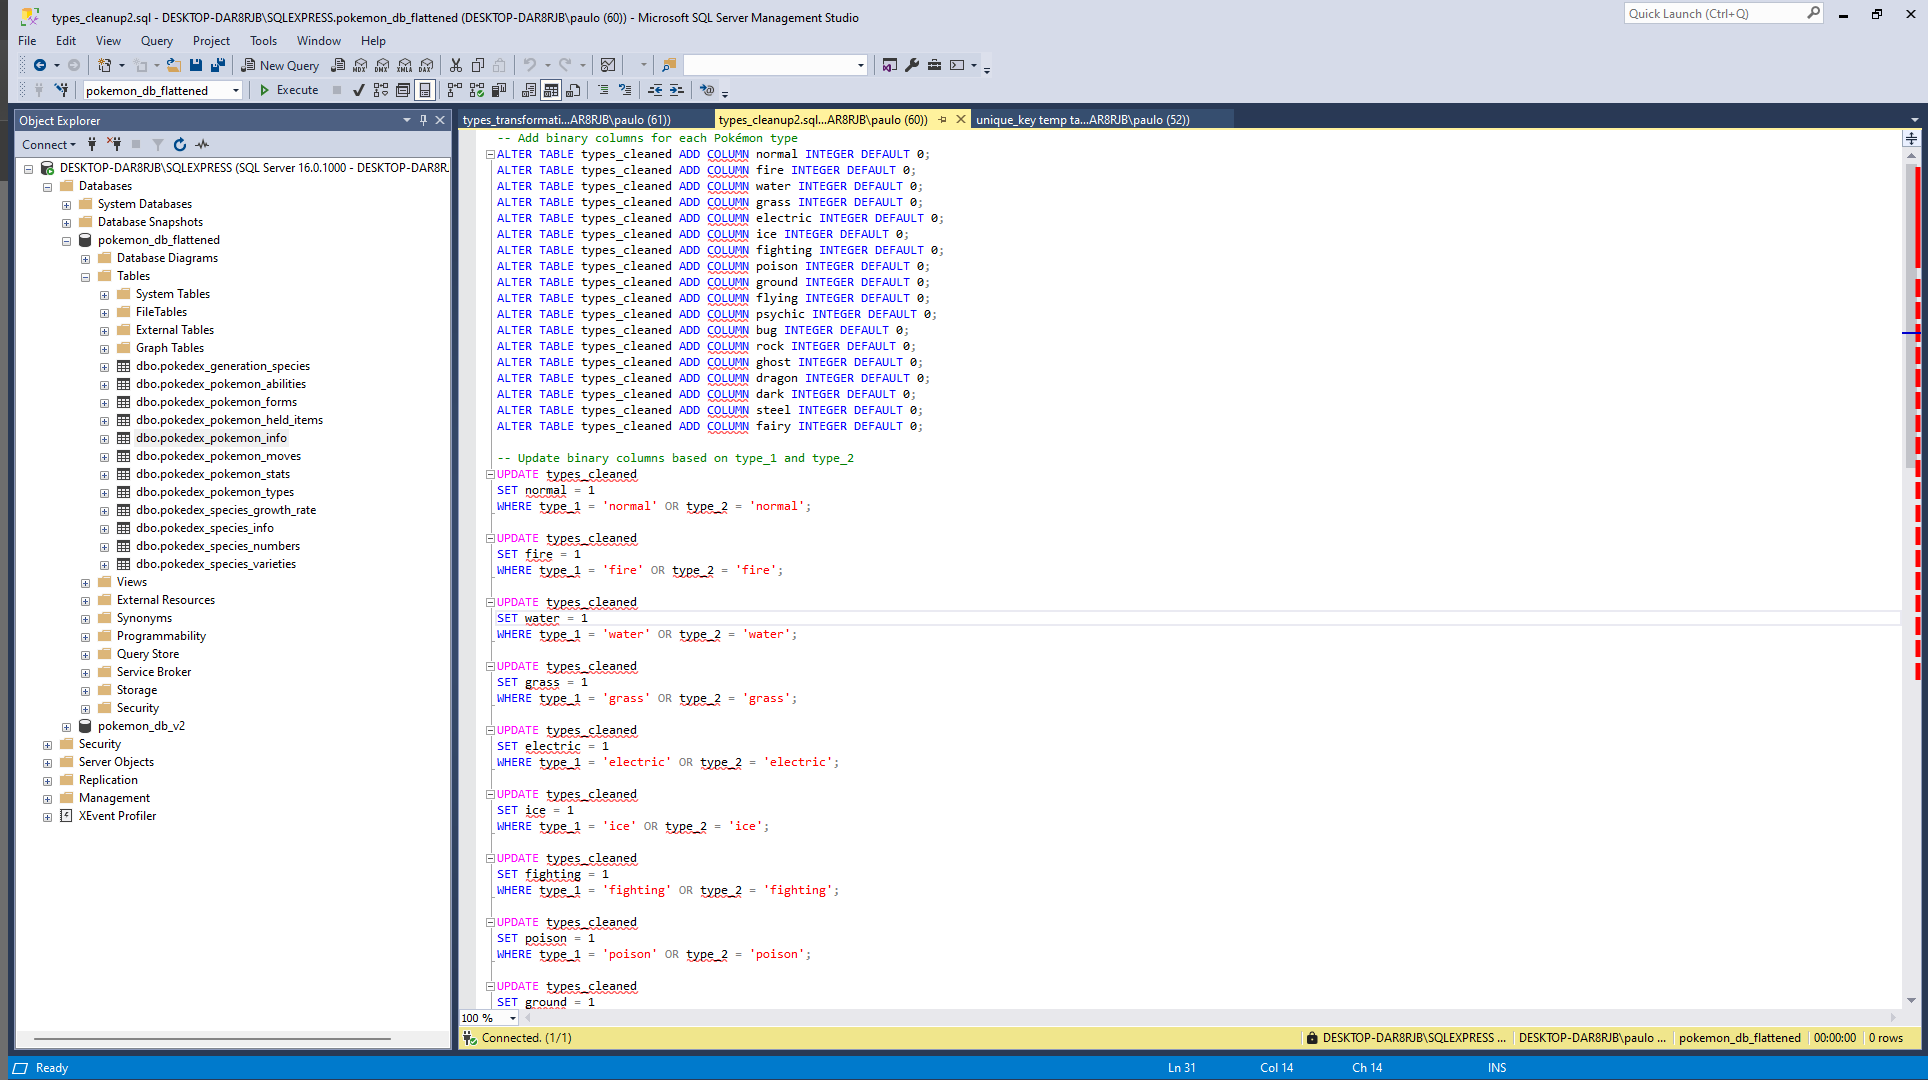 types_cleanup2.sql - DESKTOP-DAR8RJB\SQLEXPRESS.pokemon_db_flattened (DESKTOP-DAR8RJB\paulo (60)) - Microsoft SQL Server Management Studio
Quick Launch (Ctrl+Q)
File Edit View Query Project Tools Window Help
New Query MDX DMX XMLA DAX
pokemon_db_flattened Execute
Object Explorer
Connect
DESKTOP-DAR8RJB\SQLEXPRESS (SQL Server 16.0.1000 - DESKTOP-DAR8R
Databases
System Databases
Database Snapshots
pokemon_db_flattened
Database Diagrams
Tables
System Tables
FileTables
External Tables
Graph Tables
dbo.pokedex_generation_species
dbo.pokedex_pokemon_abilities
dbo.pokedex_pokemon_forms
dbo.pokedex_pokemon_held_items
dbo.pokedex_pokemon_info
dbo.pokedex_pokemon_moves
dbo.pokedex_pokemon_stats
dbo.pokedex_pokemon_types
dbo.pokedex_species_growth_rate
dbo.pokedex_species_info
dbo.pokedex_species_numbers
dbo.pokedex_species_varieties
Views
External Resources
Synonyms
Programmability
Query Store
Service Broker
Storage
Security
pokemon_db_v2
Security
Server Objects
Replication
Management
XEvent Profiler
types_transformati...AR8RJB\paulo (61)) types_cleanup2.sql...AR8RJB\paulo (60)) unique_key temp ta...AR8RJB\paulo (52))
-- Add binary columns for each Pokémon type
ALTER TABLE types_cleaned ADD COLUMN normal INTEGER DEFAULT 0;
ALTER TABLE types_cleaned ADD COLUMN fire INTEGER DEFAULT 0;
ALTER TABLE types_cleaned ADD COLUMN water INTEGER DEFAULT 0;
ALTER TABLE types_cleaned ADD COLUMN grass INTEGER DEFAULT 0;
ALTER TABLE types_cleaned ADD COLUMN electric INTEGER DEFAULT 0;
ALTER TABLE types_cleaned ADD COLUMN ice INTEGER DEFAULT 0;
ALTER TABLE types_cleaned ADD COLUMN fighting INTEGER DEFAULT 0;
ALTER TABLE types_cleaned ADD COLUMN poison INTEGER DEFAULT 0;
ALTER TABLE types_cleaned ADD COLUMN ground INTEGER DEFAULT 0;
ALTER TABLE types_cleaned ADD COLUMN flying INTEGER DEFAULT 0;
ALTER TABLE types_cleaned ADD COLUMN psychic INTEGER DEFAULT 0;
ALTER TABLE types_cleaned ADD COLUMN bug INTEGER DEFAULT 0;
ALTER TABLE types_cleaned ADD COLUMN rock INTEGER DEFAULT 0;
ALTER TABLE types_cleaned ADD COLUMN ghost INTEGER DEFAULT 0;
ALTER TABLE types_cleaned ADD COLUMN dragon INTEGER DEFAULT 0;
ALTER TABLE types_cleaned ADD COLUMN dark INTEGER DEFAULT 0;
ALTER TABLE types_cleaned ADD COLUMN steel INTEGER DEFAULT 0;
ALTER TABLE types_cleaned ADD COLUMN fairy INTEGER DEFAULT 0;
-- Update binary columns based on type_1 and type_2
UPDATE types_cleaned
SET normal = 1
WHERE type_1 = 'normal' OR type_2 = 'normal';
UPDATE types_cleaned
SET fire = 1
WHERE type_1 = 'fire' OR type_2 = 'fire';
UPDATE types_cleaned
SET water = 1
WHERE type_1 = 'water' OR type_2 = 'water';
UPDATE types_cleaned
SET grass = 1
WHERE type_1 = 'grass' OR type_2 = 'grass';
UPDATE types_cleaned
SET electric = 1
WHERE type_1 = 'electric' OR type_2 = 'electric';
UPDATE types_cleaned
SET ice = 1
WHERE type_1 = 'ice' OR type_2 = 'ice';
UPDATE types_cleaned
SET fighting = 1
WHERE type_1 = 'fighting' OR type_2 = 'fighting';
UPDATE types_cleaned
SET poison = 1
WHERE type_1 = 'poison' OR type_2 = 'poison';
UPDATE types_cleaned
SET ground = 1
100 %
Connected. (1/1) DESKTOP-DAR8RJB\SQLEXPRESS ... DESKTOP-DAR8RJB\paulo ... pokemon_db_flattened 00:00:00 0 rows
Ready Ln 31 Col 14 Ch 14 INS